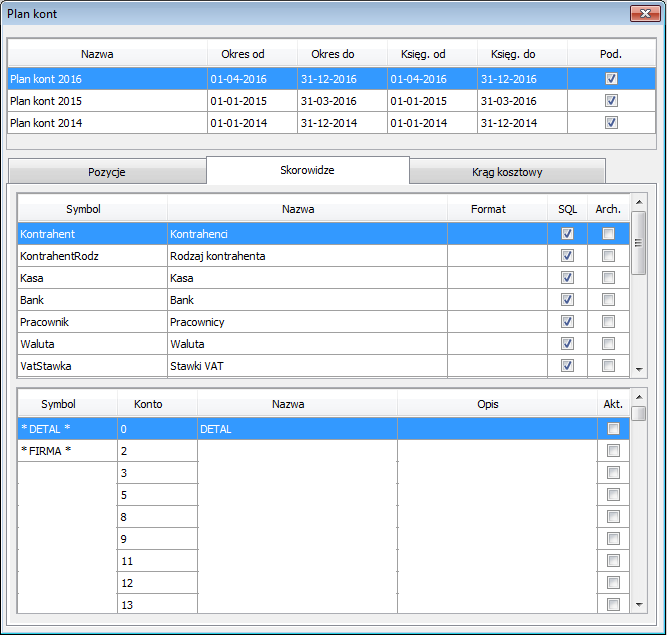 Plan kont
Nazwa Okres od Okres do Księg. od Księg. do Pod.
Plan kont 2016 01-04-2016 31-12-2016 01-04-2016 31-12-2016
Plan kont 2015 01-01-2015 31-03-2016 01-01-2015 31-03-2016
Plan kont 2014 01-01-2014 31-12-2014 01-01-2014 31-12-2014
Pozycje Skorowidze Krąg kosztowy
Symbol Nazwa Format SQL Arch.
Kontrahent Kontrahenci
KontrahentRodz Rodzaj kontrahenta
Kasa Kasa
Bank Bank
Pracownik Pracownicy
Waluta Waluta
VatStawka Stawki VAT
Symbol Konto Nazwa Opis Akt.
* DETAL * 0 DETAL
* FIRMA * 2
3
5
8
9
11
12
13